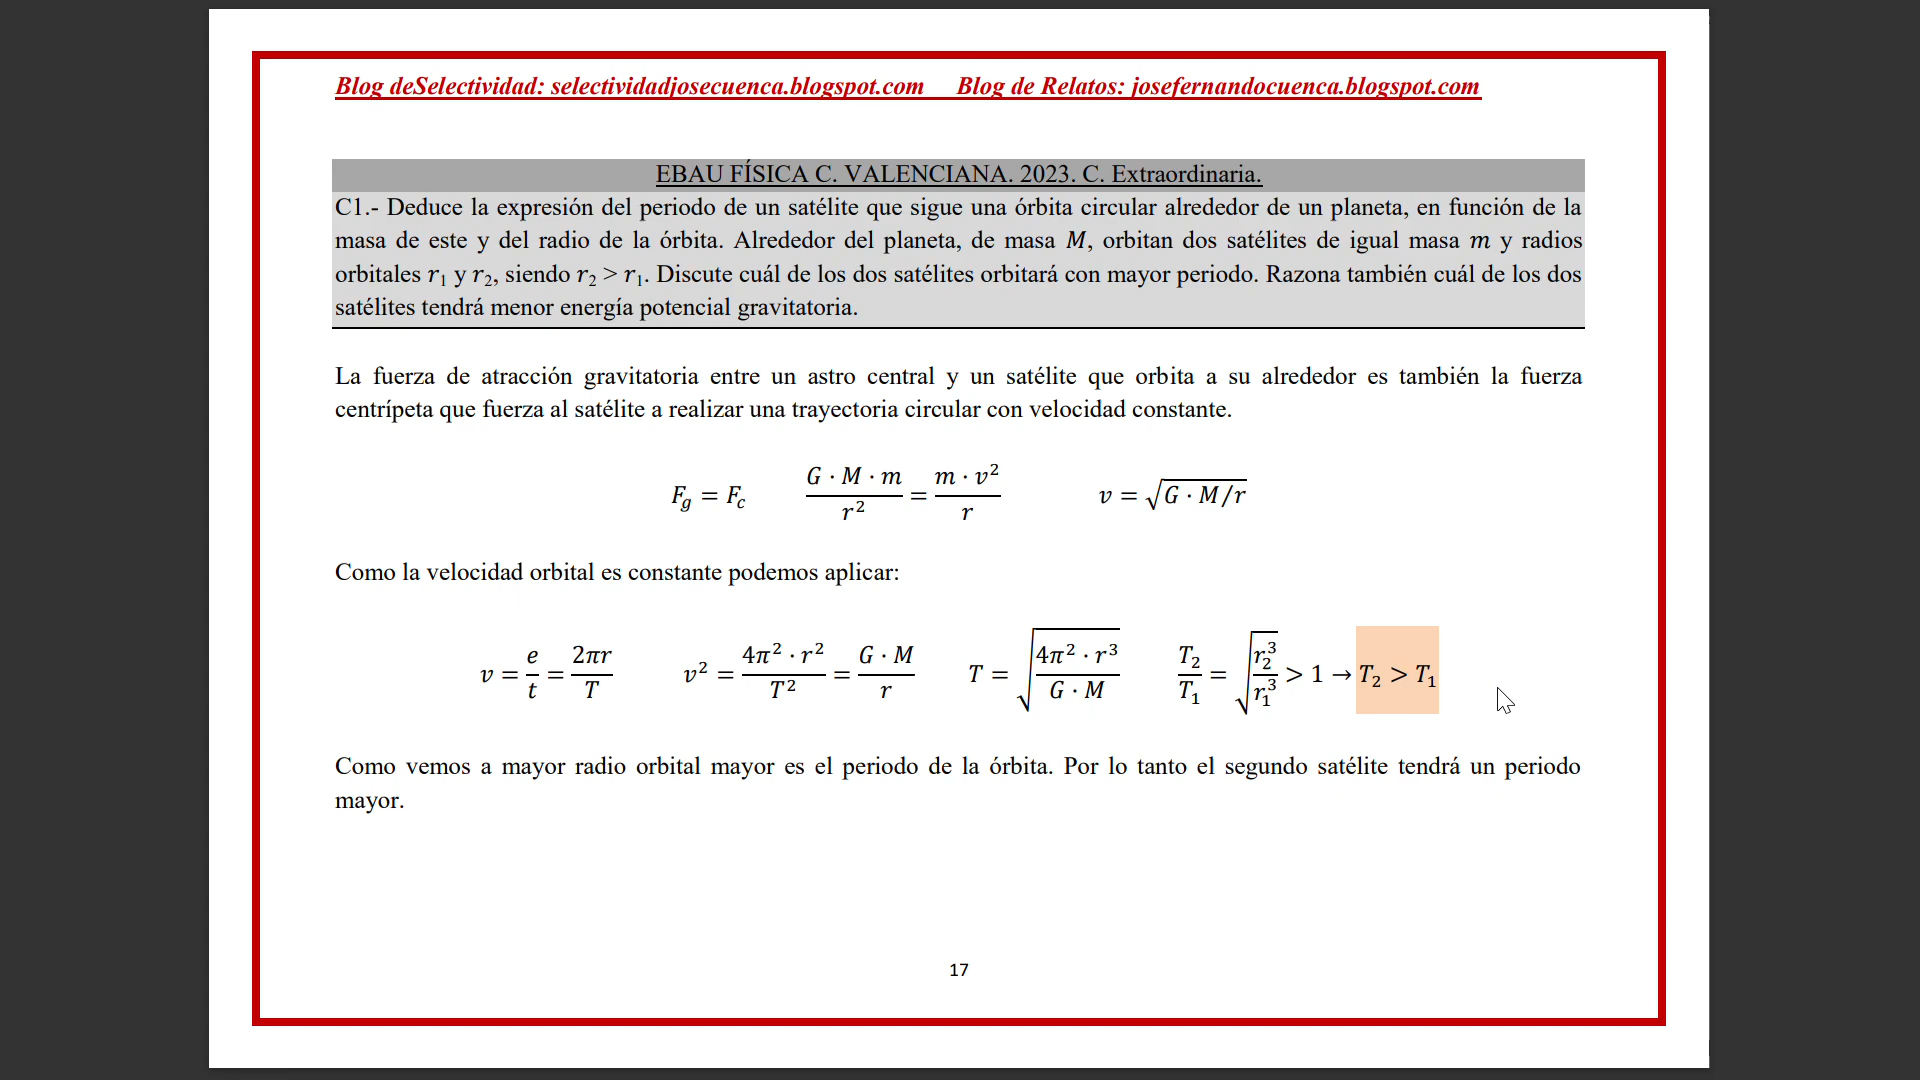 Blog deSelectividad: selectividadjosecuenca.blogspot.com Blog de Relatos: josefernandocuenca.blogspot.com
EBAU FÍSICA C. VALENCIANA. 2023. C. Extraordinaria.
C1.- Deduce la expresión del periodo de un satélite que sigue una órbita circular alrededor de un planeta, en función de la
masa de este y del radio de la órbita. Alrededor del planeta, de masa M, orbitan dos satélites de igual masa m y radios
orbitales r₁ y r₂, siendo r₂ > r₁. Discute cuál de los dos satélites orbitará con mayor periodo. Razona también cuál de los dos
satélites tendrá menor energía potencial gravitatoria.
La fuerza de atracción gravitatoria entre un astro central y un satélite que orbita a su alrededor es también la fuerza
centrípeta que fuerza al satélite a realizar una trayectoria circular con velocidad constante.
F_g = F_c   G · M · m / r² = m · v² / r   v = √(G · M/r)
Como la velocidad orbital es constante podemos aplicar:
v = e/t = 2πr/T   v² = 4π² · r² / T² = G · M / r   T = √(4π² · r³ / G · M)   T₂/T₁ = √(r₂³/r₁³) > 1 → T₂ > T₁
Como vemos a mayor radio orbital mayor es el periodo de la órbita. Por lo tanto el segundo satélite tendrá un periodo
mayor.
17